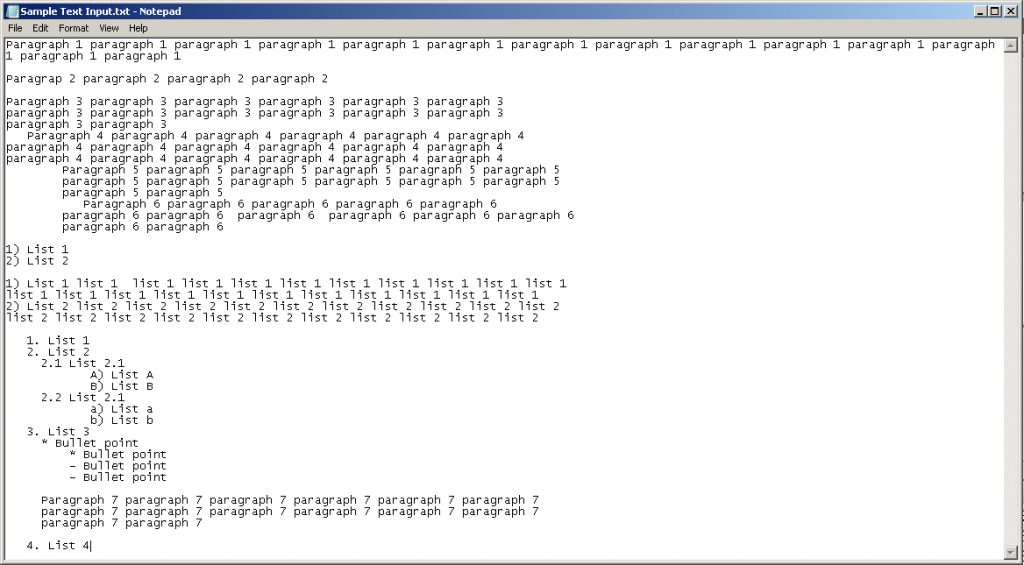 Sample Text Input.txt - Notepad
File Edit Format View Help
Paragraph 1 paragraph 1 paragraph 1 paragraph 1 paragraph 1 paragraph 1 paragraph 1 paragraph 1 paragraph 1 paragraph 1 paragraph 1 paragraph
1 paragraph 1 paragraph 1

Paragrap 2 paragraph 2 paragraph 2 paragraph 2

Paragraph 3 paragraph 3 paragraph 3 paragraph 3 paragraph 3 paragraph 3
paragraph 3 paragraph 3 paragraph 3 paragraph 3 paragraph 3 paragraph 3
paragraph 3 paragraph 3
   Paragraph 4 paragraph 4 paragraph 4 paragraph 4 paragraph 4 paragraph 4
paragraph 4 paragraph 4 paragraph 4 paragraph 4 paragraph 4 paragraph 4
paragraph 4 paragraph 4 paragraph 4 paragraph 4 paragraph 4 paragraph 4
        Paragraph 5 paragraph 5 paragraph 5 paragraph 5 paragraph 5 paragraph 5
        paragraph 5 paragraph 5 paragraph 5 paragraph 5 paragraph 5 paragraph 5
        paragraph 5 paragraph 5
           Paragraph 6 paragraph 6 paragraph 6 paragraph 6 paragraph 6
        paragraph 6 paragraph 6  paragraph 6  paragraph 6 paragraph 6 paragraph 6
        paragraph 6 paragraph 6

1) List 1
2) List 2

1) List 1 list 1  list 1 list 1 list 1 list 1 list 1 list 1 list 1 list 1 list 1
list 1 list 1 list 1 list 1 list 1 list 1 list 1 list 1 list 1 list 1 list 1
2) List 2 list 2 list 2 list 2 list 2 list 2 list 2 list 2 list 2 list 2 list 2
list 2 list 2 list 2 list 2 list 2 list 2 list 2 list 2 list 2 list 2 list 2

   1. List 1
   2. List 2
     2.1 List 2.1
            A) List A
            B) List B
     2.2 List 2.1
            a) List a
            b) List b
   3. List 3
     * Bullet point
         * Bullet point
         - Bullet point
         - Bullet point

     Paragraph 7 paragraph 7 paragraph 7 paragraph 7 paragraph 7 paragraph 7
     paragraph 7 paragraph 7 paragraph 7 paragraph 7 paragraph 7 paragraph 7
     paragraph 7 paragraph 7

   4. List 4